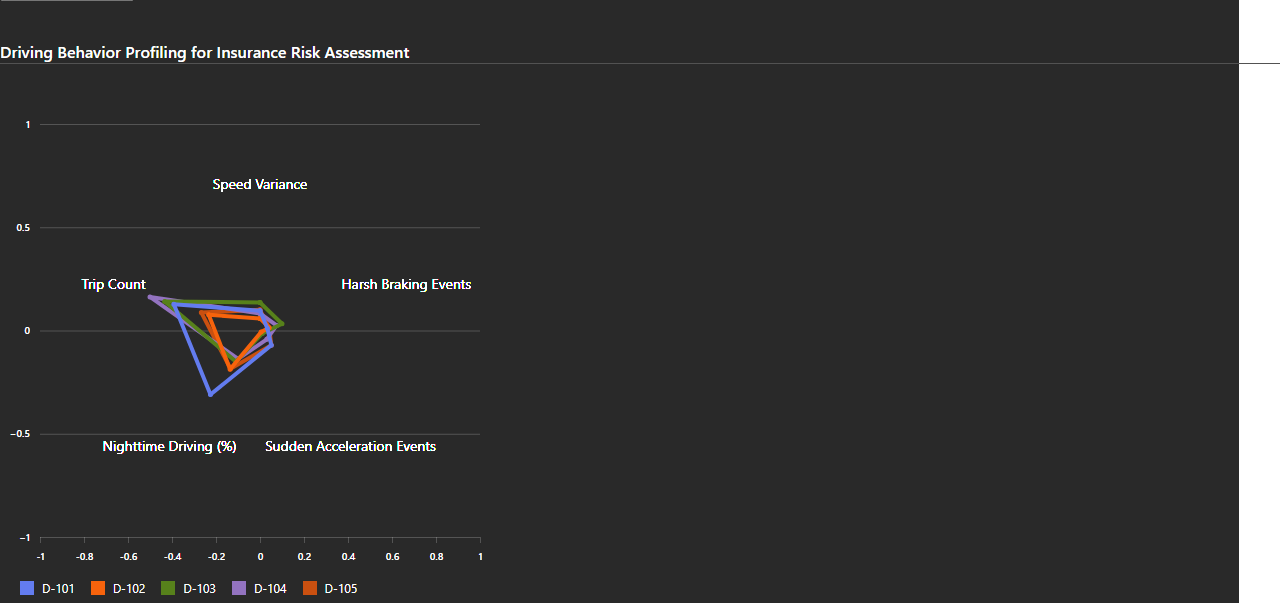 Driving Behavior Profiling for Insurance Risk Assessment
1
Speed Variance
0.5
Trip Count
Harsh Braking Events
0
−0.5
Nighttime Driving (%)
Sudden Acceleration Events
−1
-1 -0.8 -0.6 -0.4 -0.2 0 0.2 0.4 0.6 0.8 1
D-101 D-102 D-103 D-104 D-105